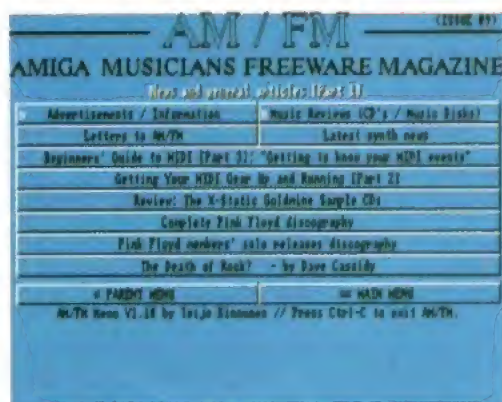 (ISSUE #9)
AM / FM
AMIGA MUSICIANS FREEWARE MAGAZINE
News and general articles [Part 1]
Advertisements / Information
Music Reviews (CD's / Music Disks)
Letters to AM/FM
Latest synth news
Beginners' Guide to MIDI [Part 3]: "Getting to know your MIDI events"
Getting Your MIDI Gear Up and Running [Part 2]
Review: The X-Static Goldmine Sample CDs
Complete Pink Floyd discography
Pink Floyd members' solo releases discography
The Death of Rock? - by Dave Cassidy
PARENT MENU
MAIN MENU
AM/FM Menu V1.18 by Teijo Kinnunen // Press Ctrl-C to exit AM/FM.